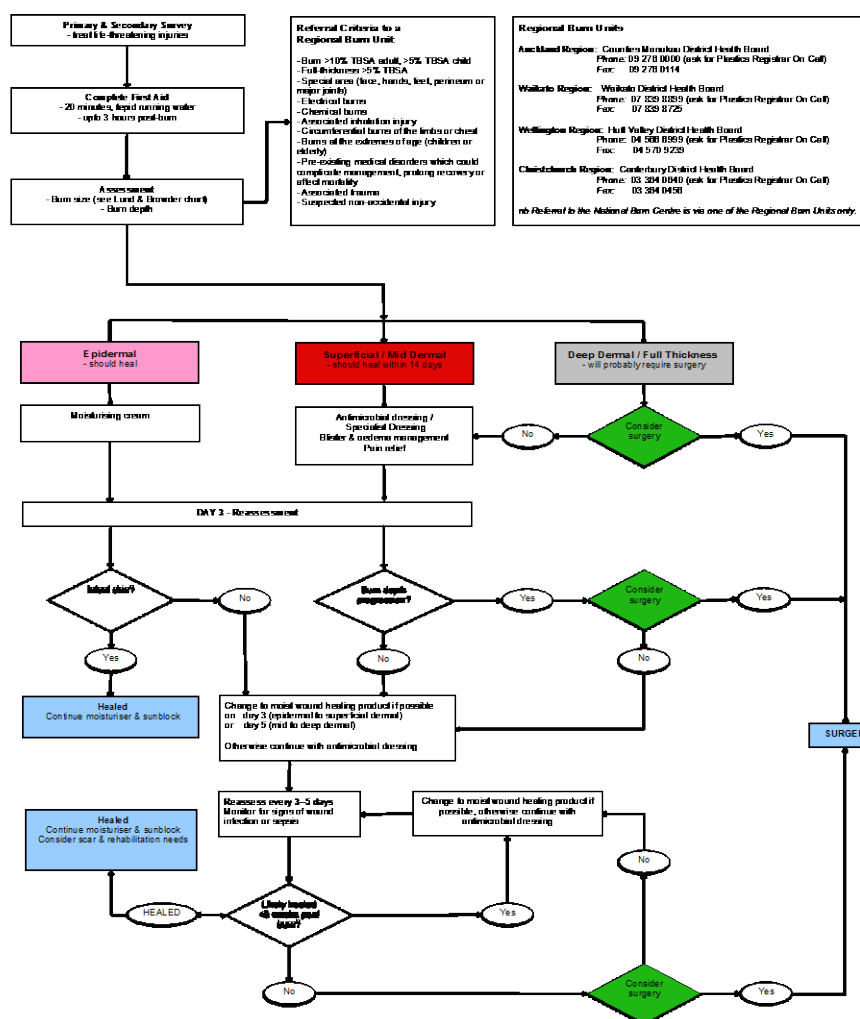 Primary & Secondary Survey
- treat life-threatening injuries
Complete First Aid
- 20 minutes, tepid running water
- upto 3 hours post-burn
Assessment
- Burn size (see Lund & Browder chart)
- Burn depth
Referral Criteria to a
Regional Burn Unit:
- Burn >10% TBSA adult, >5% TBSA child
- Full-thickness >5% TBSA
- Special area (face, hands, feet, perineum or
major joints)
- Electrical burns
- Chemical burns
- Associated inhalation injury
- Circumferential burns of the limbs or chest
- Burns at the extremes of age (children or
elderly)
- Pre-existing medical disorders which could
complicate management, prolong recovery or
affect mortality
- Associated trauma
- Suspected non-accidental injury
Regional Burn Units
Auckland Region: Counties Manukau District Health Board
Phone: 09 276 0000 (ask for Plastics Registrar On Call)
Fax: 09 276 0114
Waikato Region: Waikato District Health Board
Phone: 07 839 8899 (ask for Plastics Registrar On Call)
Fax: 07 839 8725
Wellington Region: Hutt Valley District Health Board
Phone: 04 566 6999 (ask for Plastics Registrar On Call)
Fax: 04 570 9239
Christchurch Region: Canterbury District Health Board
Phone: 03 364 0640 (ask for Plastics Registrar On Call)
Fax: 03 364 0456
nb Referral to the National Burn Centre is via one of the Regional Burn Units only.
Epidermal
- should heal
Superficial / Mid Dermal
- should heal within 14 days
Deep Dermal / Full Thickness
- will probably require surgery
Moisturising cream
Antimicrobial dressing /
Specialist Dressing
Blister & oedema management
Pain relief
No
Consider
surgery
Yes
DAY 3 - Reassessment
Intact skin?
No
Burn depth
progression?
Yes
Consider
surgery
Yes
Yes
No
No
Healed
Continue moisturiser & sunblock
Change to moist wound healing product if possible
on day 3 (epidermal to superficial dermal)
or day 5 (mid to deep dermal)
Otherwise continue with antimicrobial dressing
SURGE
Healed
Continue moisturiser & sunblock
Consider scar & rehabilitation needs
Reassess every 3-5 days
Monitor for signs of wound
infection or sepsis
Change to moist wound healing product if
possible, otherwise continue with
antimicrobial dressing
No
HEALED
Likely healed
weeks post
burn?
Yes
No
Consider
surgery
Yes